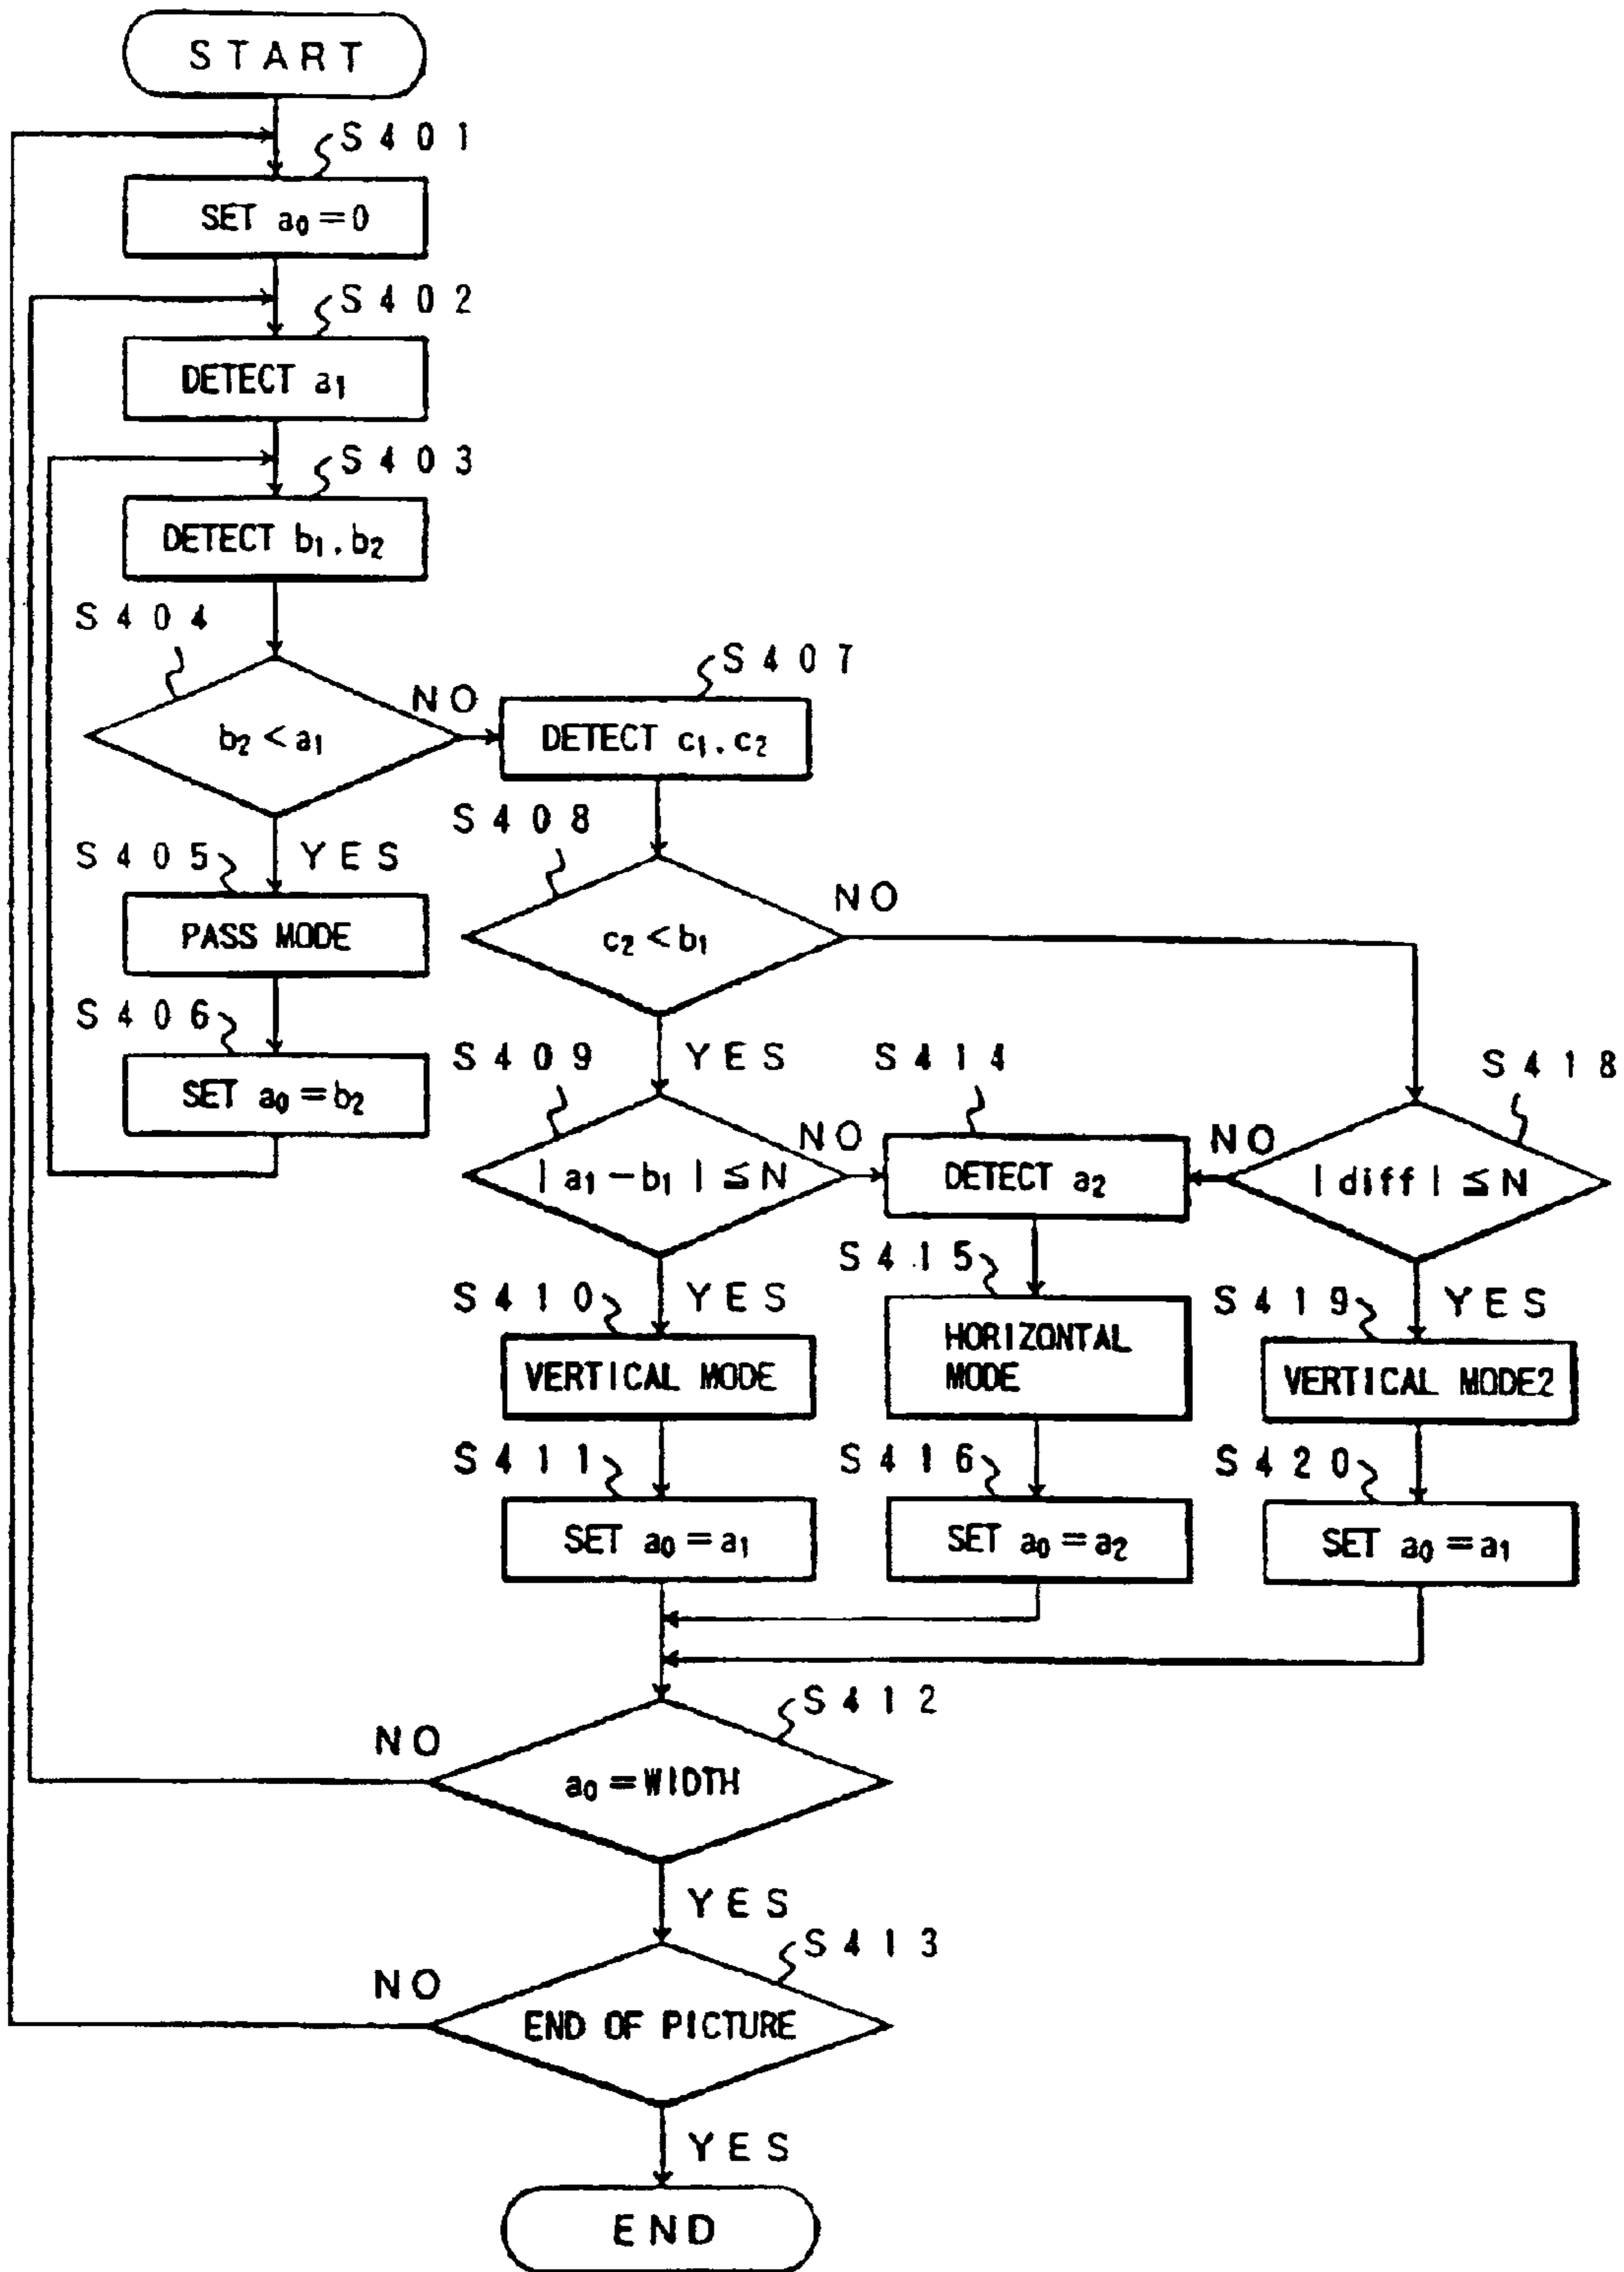 START
S401
SET a₀=0
S402
DETECT a₁
S403
DETECT b₁.b₂
S404
b₂<a₁
NO
S407
DETECT c₁.c₂
S405
YES
PASS MODE
S406
SET a₀=b₂
S408
c₂<b₁
NO
S409
YES
|a₁-b₁|≦N
NO
S414
DETECT a₂
S418
NO
|diff|≦N
S410
YES
VERTICAL MODE
S415
HORIZONTAL
MODE
S419
YES
VERTICAL MODE2
S411
SET a₀=a₁
S416
SET a₀=a₂
S420
SET a₀=a₁
S412
NO
a₀=WIDTH
YES
S413
NO
END OF PICTURE
YES
END